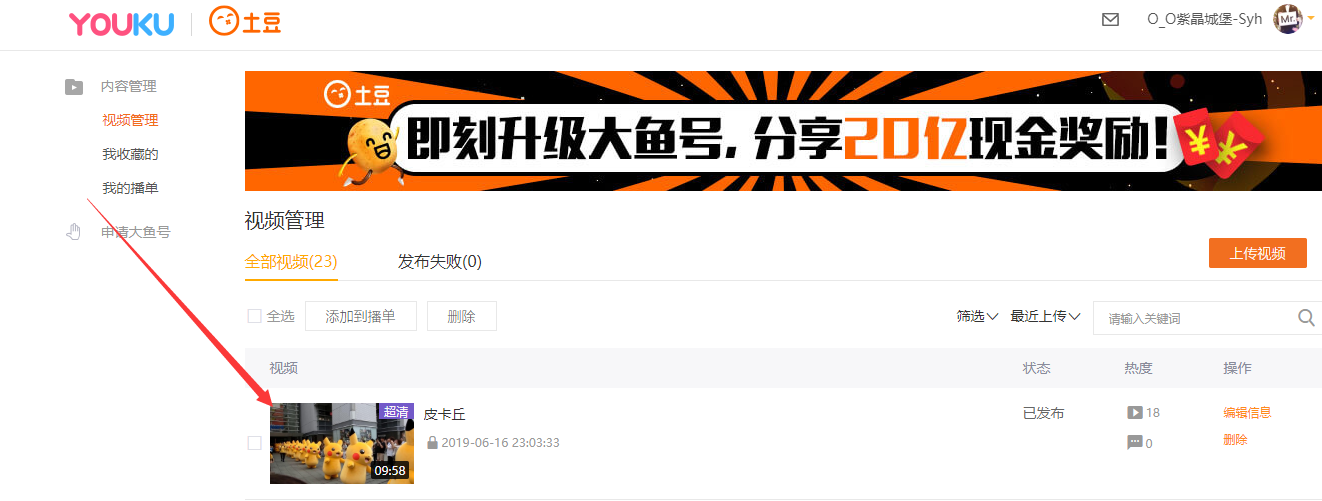 YOUKU 土豆
O_O紫晶城堡-Syh
Mr.
内容管理
视频管理
我收藏的
我的播单
申请大鱼号
土豆
即刻升级大鱼号, 分享20亿现金奖励!
¥ ¥
视频管理
全部视频(23) 发布失败(0)
上传视频
全选 添加到播单 删除
筛选 最近上传 请输入关键词
视频 状态 热度 操作
超清
09:58
皮卡丘
2019-06-16 23:03:33
已发布
18
0
编辑信息
删除